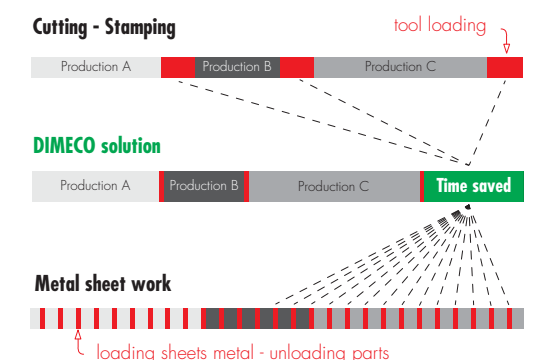 Cutting - Stamping
tool loading
Production A
Production B
Production C
DIMECO solution
Production A
Production B
Production C
Time saved
Metal sheet work
loading sheets metal - unloading parts